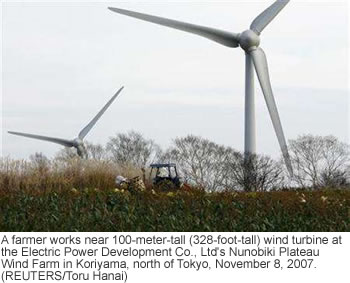 A farmer works near 100-meter-tall (328-foot-tall) wind turbine at
the Electric Power Development Co., Ltd's Nunobiki Plateau
Wind Farm in Koriyama, north of Tokyo, November 8, 2007.
(REUTERS/Toru Hanai)